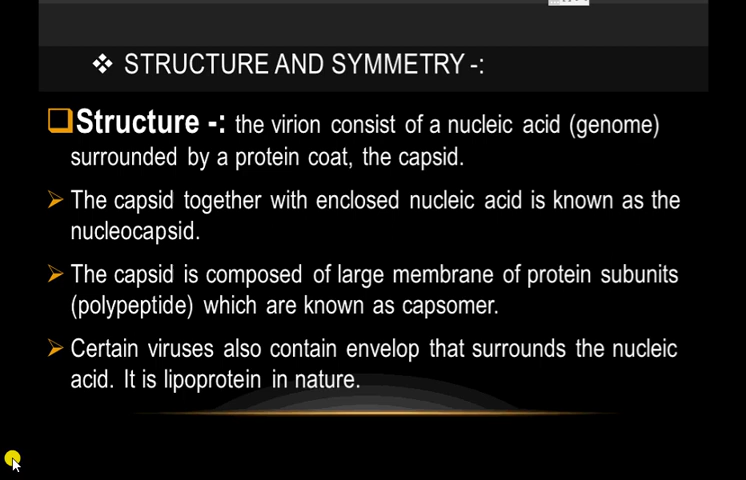 ❖ STRUCTURE AND SYMMETRY -:
❑Structure -: the virion consist of a nucleic acid (genome)
surrounded by a protein coat, the capsid.
➢ The capsid together with enclosed nucleic acid is known as the
nucleocapsid.
➢ The capsid is composed of large membrane of protein subunits
(polypeptide) which are known as capsomer.
➢ Certain viruses also contain envelop that surrounds the nucleic
acid. It is lipoprotein in nature.